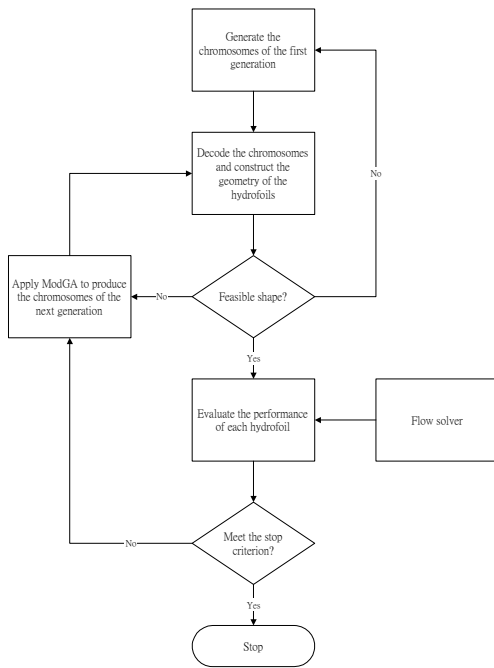 Generate the
chromosomes of the first
generation
Decode the chromosomes
and construct the
geometry of the
hydrofoils
No
Apply ModGA to produce
the chromosomes of the
next generation
No
Feasible shape?
Yes
Evaluate the performance
of each hydrofoil
Flow solver
No
Meet the stop
criterion?
Yes
Stop